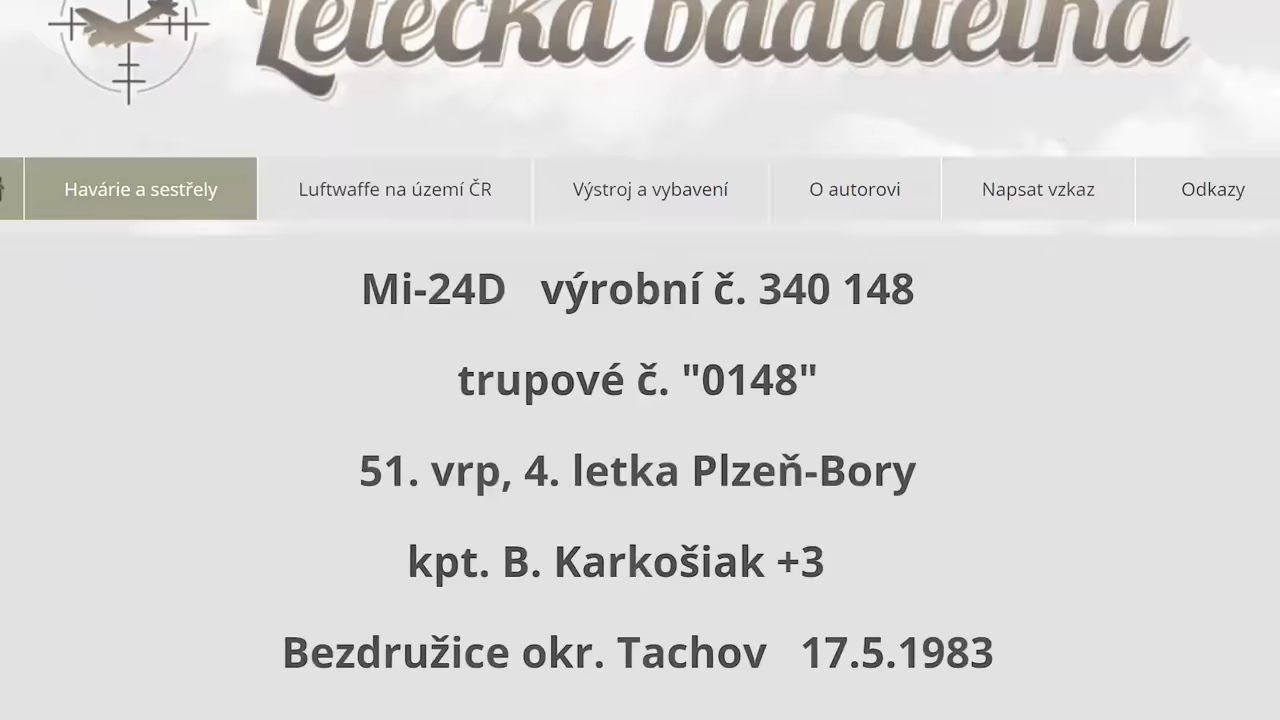 Letecká badatelna
Havárie a sestřely
Luftwaffe na území ČR
Výstroj a vybavení
O autorovi
Napsat vzkaz
Odkazy
Mi-24D výrobní č. 340 148
trupové č. "0148"
51. vrp, 4. letka Plzeň-Bory
kpt. B. Karkošiak +3
Bezdružice okr. Tachov 17.5.1983